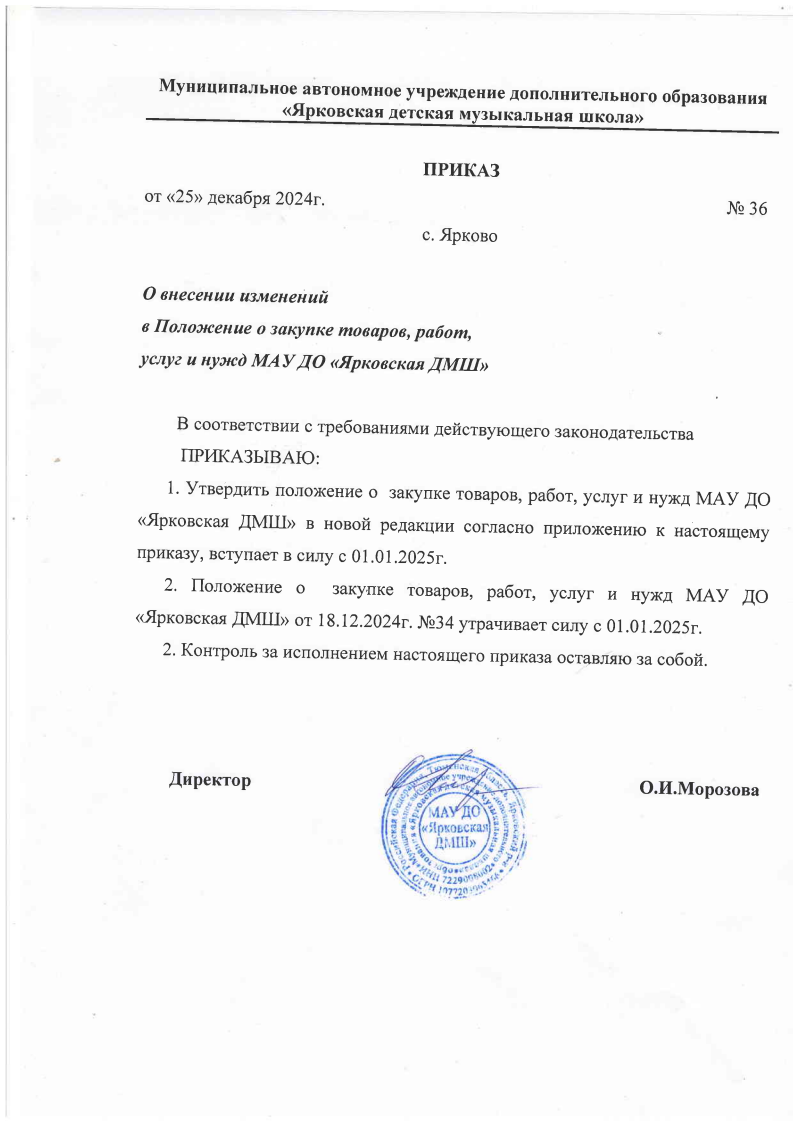 Муниципальное автономное учреждение дополнительного образования
«Ярковская детская музыкальная школа»
ПРИКАЗ
от «25» декабря 2024г.
№ 36
с. Ярково
О внесении изменений
в Положение о закупке товаров, работ,
услуг и нужд МАУ ДО «Ярковская ДМШ»
В соответствии с требованиями действующего законодательства
ПРИКАЗЫВАЮ:
1. Утвердить положение о закупке товаров, работ, услуг и нужд МАУ ДО
«Ярковская ДМШ» в новой редакции согласно приложению к настоящему
приказу, вступает в силу с 01.01.2025г.
2. Положение о закупке товаров, работ, услуг и нужд МАУ ДО
«Ярковская ДМШ» от 18.12.2024г. №34 утрачивает силу с 01.01.2025г.
2. Контроль за исполнением настоящего приказа оставляю за собой.
Директор
О.И.Морозова
МАУ ДО
«Ярковская
ДМШ»